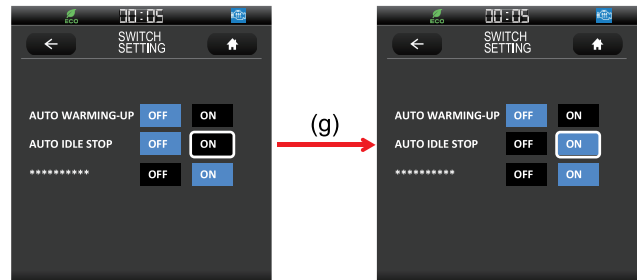 ECO 00:05
SWITCH
SETTING
AUTO WARMING-UP OFF ON
AUTO IDLE STOP OFF ON
********** OFF ON
(g)
ECO 00:05
SWITCH
SETTING
AUTO WARMING-UP OFF ON
AUTO IDLE STOP OFF ON
********** OFF ON